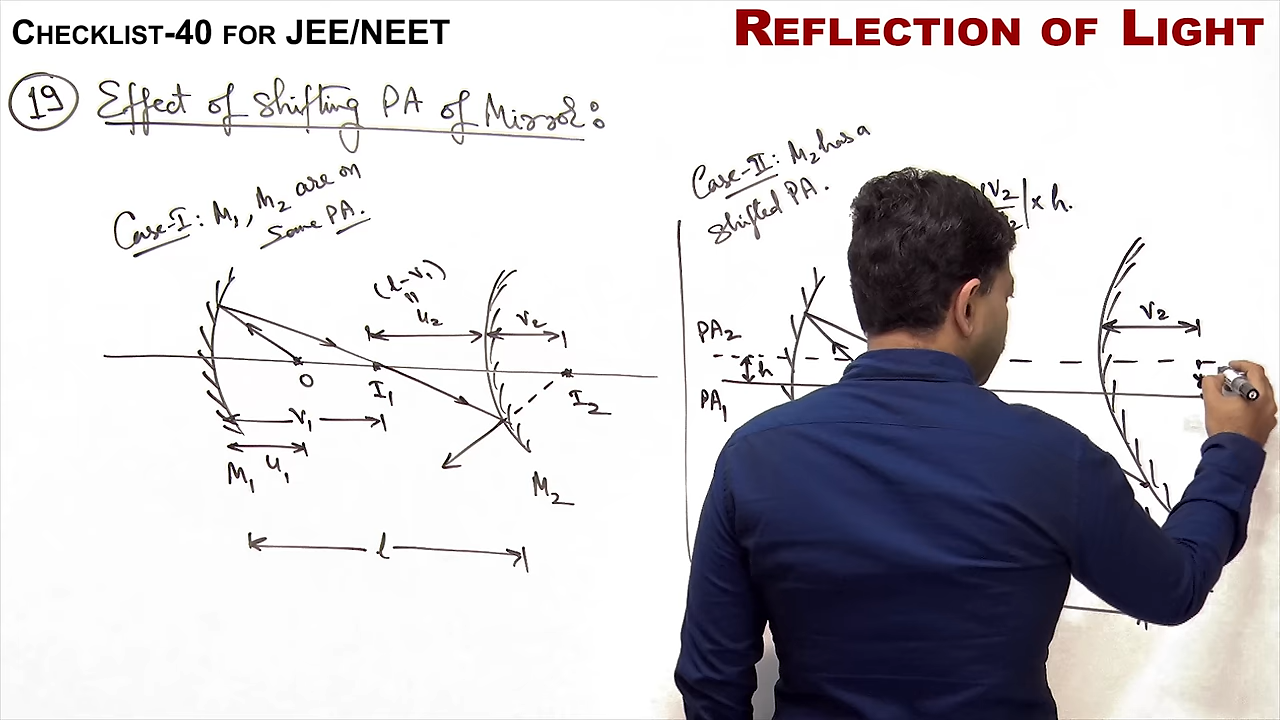 CHECKLIST-40 FOR JEE/NEET
REFLECTION OF LIGHT
19 Effect of shifting PA of Mirror:
Case-I: M₁, M₂ are on
Same PA.
(l-v₁)
"
u₂
v₂
O
I₁
I₂
v₁
u₁
M₁
M₂
l
Case-II: M₂ has a
shifted PA.
|× h.
v₂
2
PA₂
h
PA₁
v₂